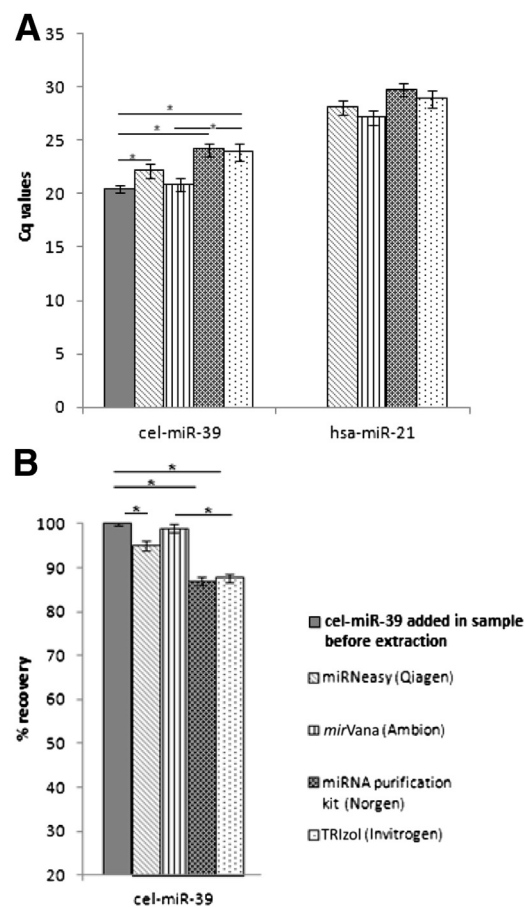 A
Cq values
35
30
25
20
15
10
5
0
*
*
*
*
cel-miR-39
hsa-miR-21
B
% recovery
100
90
80
70
60
50
40
30
20
*
*
*
*
cel-miR-39
cel-miR-39 added in sample
before extraction
miRNeasy (Qiagen)
mirVana (Ambion)
miRNA purification
kit (Norgen)
TRIzol (Invitrogen)